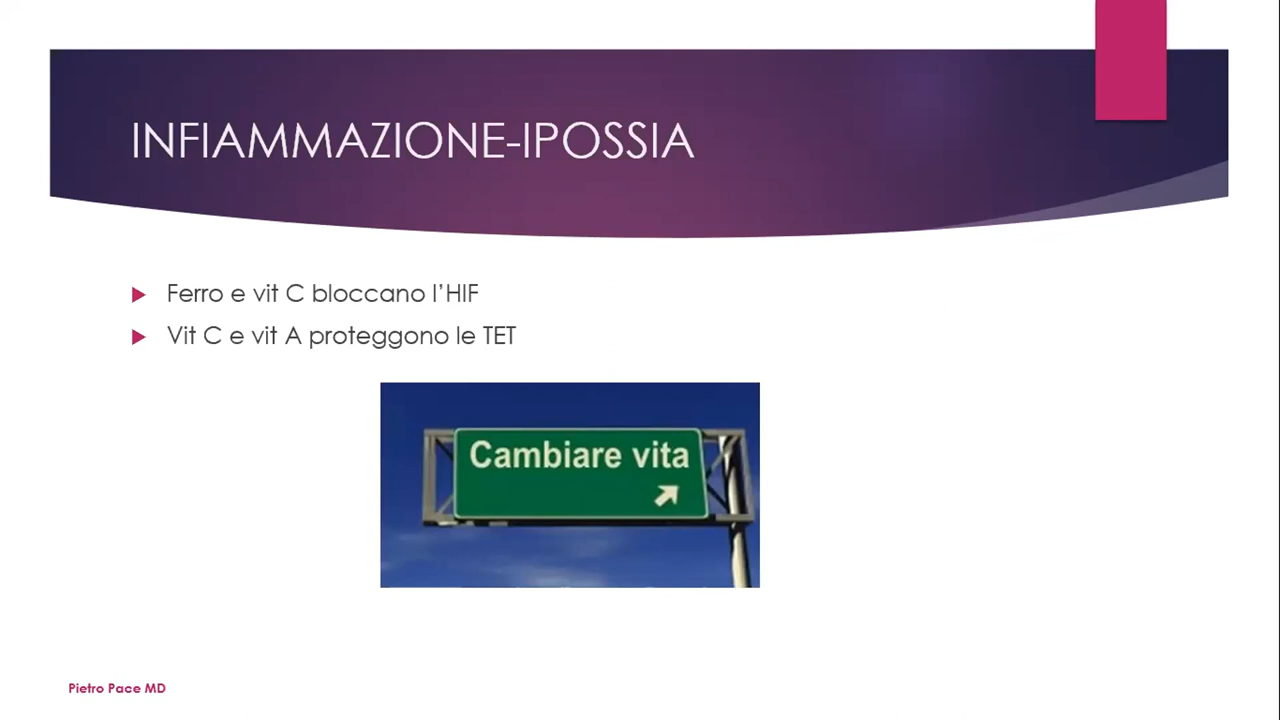 INFIAMMAZIONE-IPOSSIA
Ferro e vit C bloccano l’HIF
Vit C e vit A proteggono le TET
Cambiare vita
Pietro Pace MD